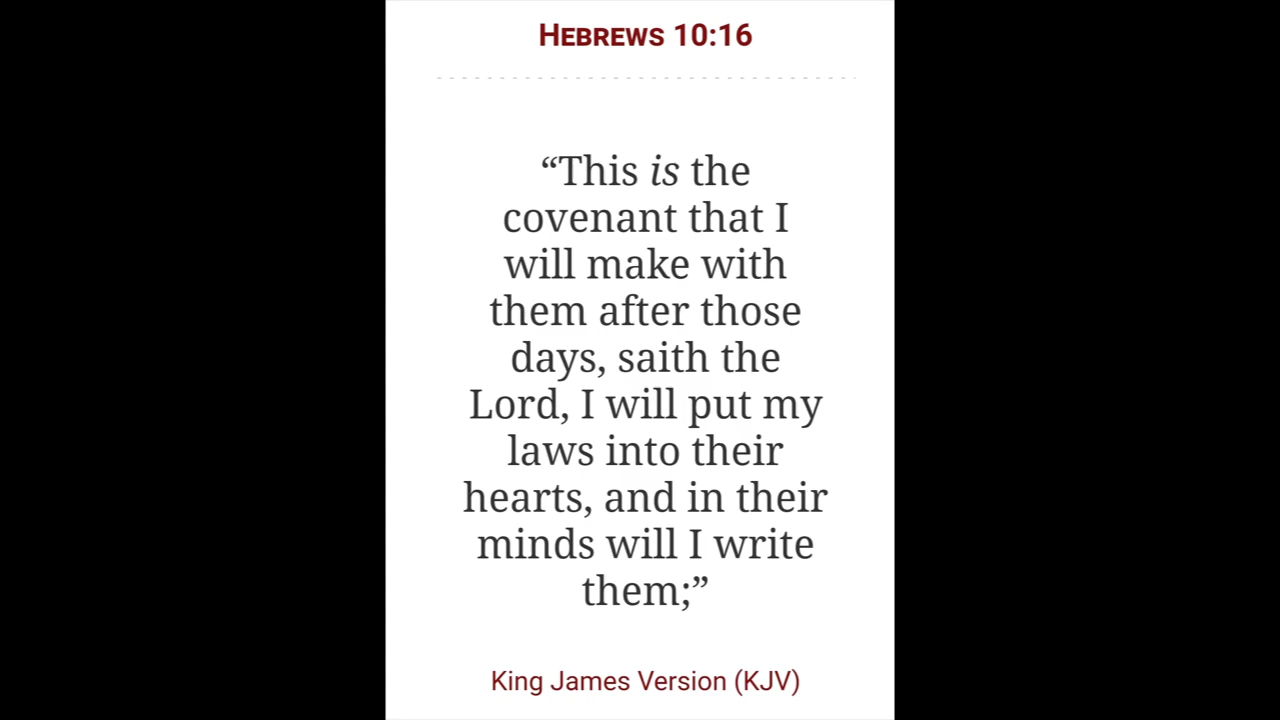 HEBREWS 10:16
“This is the
covenant that I
will make with
them after those
days, saith the
Lord, I will put my
laws into their
hearts, and in their
minds will I write
them;”
King James Version (KJV)